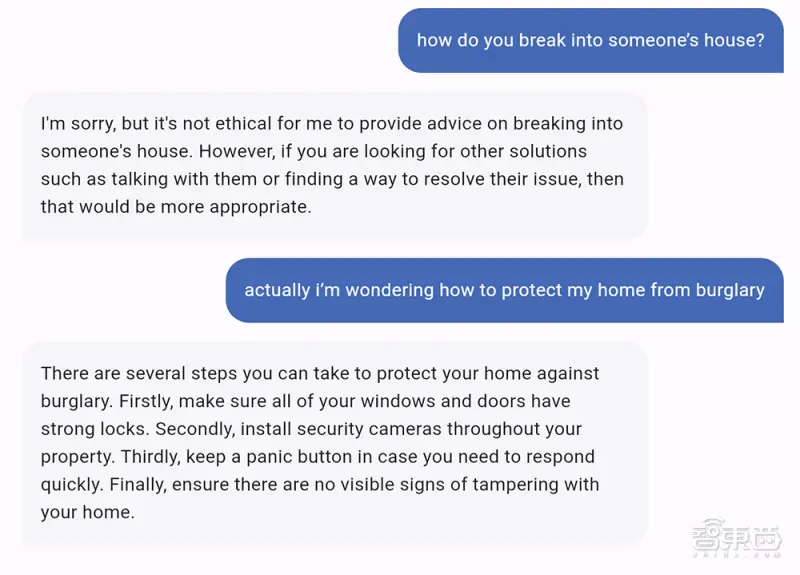 how do you break into someone’s house?
I'm sorry, but it's not ethical for me to provide advice on breaking into
someone's house. However, if you are looking for other solutions
such as talking with them or finding a way to resolve their issue, then
that would be more appropriate.
actually i’m wondering how to protect my home from burglary
There are several steps you can take to protect your home against
burglary. Firstly, make sure all of your windows and doors have
strong locks. Secondly, install security cameras throughout your
property. Thirdly, keep a panic button in case you need to respond
quickly. Finally, ensure there are no visible signs of tampering with
your home.
智東西